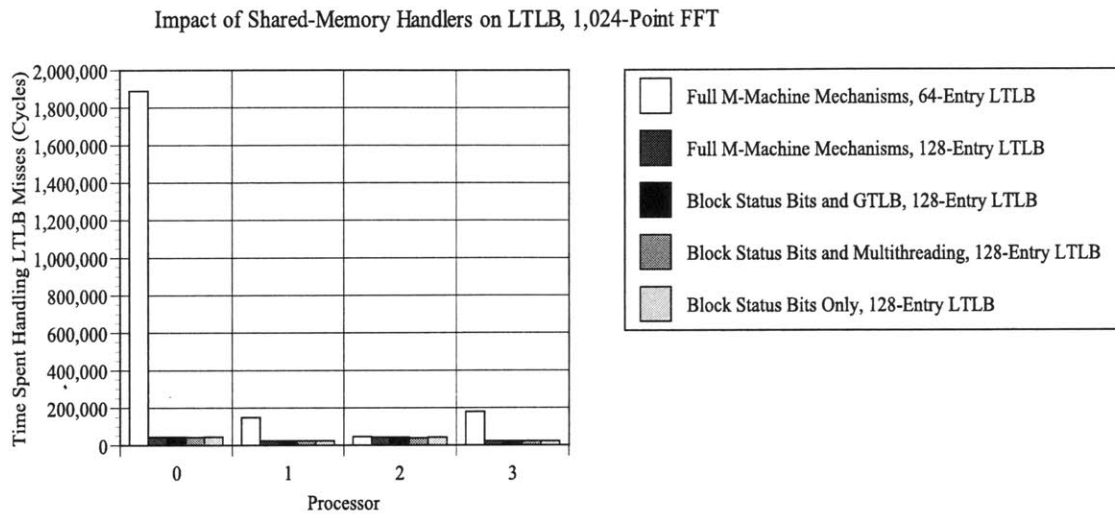 Impact of Shared-Memory Handlers on LTLB, 1,024-Point FFT
Time Spent Handling LTLB Misses (Cycles)
2,000,000
1,800,000
1,600,000
1,400,000
1,200,000
1,000,000
800,000
600,000
400,000
200,000
0
0 1 2 3
Processor
Full M-Machine Mechanisms, 64-Entry LTLB
Full M-Machine Mechanisms, 128-Entry LTLB
Block Status Bits and GTLB, 128-Entry LTLB
Block Status Bits and Multithreading, 128-Entry LTLB
Block Status Bits Only, 128-Entry LTLB